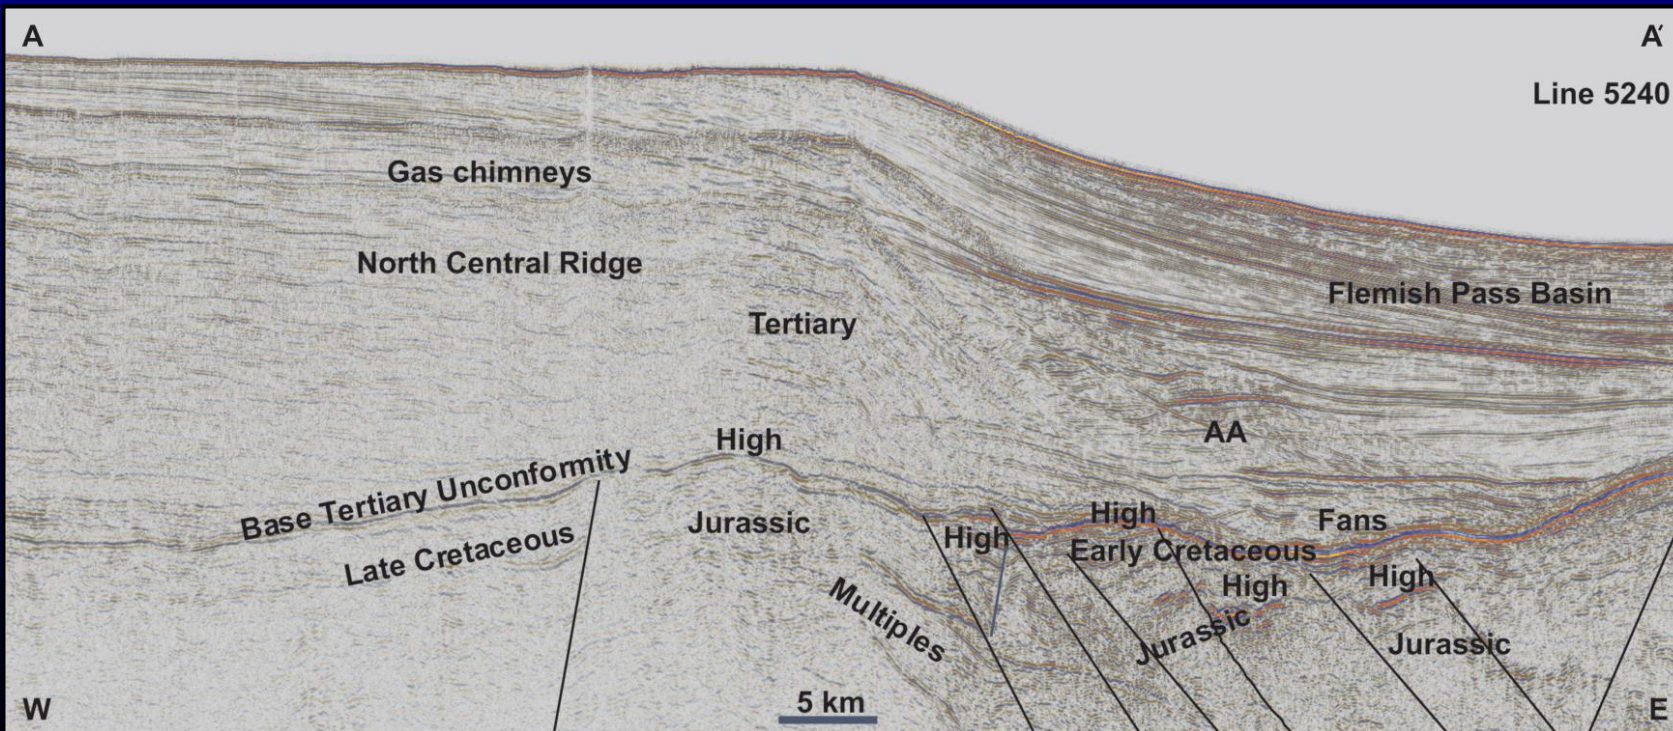 A
A′
Line 5240
Gas chimneys
North Central Ridge
Flemish Pass Basin
Tertiary
AA
High
Base Tertiary Unconformity
High
Fans
Jurassic
High
Early Cretaceous
Late Cretaceous
High
High
Multiples
Jurassic
Jurassic
5 km
W
E